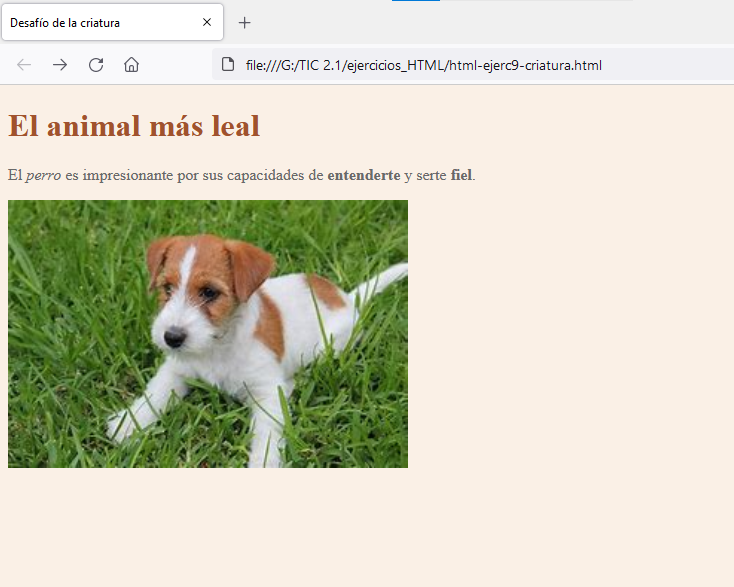 Desafío de la criatura
file:///G:/TIC 2.1/ejercicios_HTML/html-ejerc9-criatura.html
El animal más leal
El perro es impresionante por sus capacidades de entenderte y serte fiel.